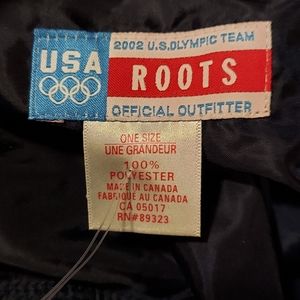 USA
2002 U.S.OLYMPIC TEAM
ROOTS
OFFICIAL OUTFITTER
ONE SIZE
UNE GRANDEUR
100%
POLYESTER
MADE IN CANADA
FABRIQUÉ AU CANADA
CA 05017
RN#89323